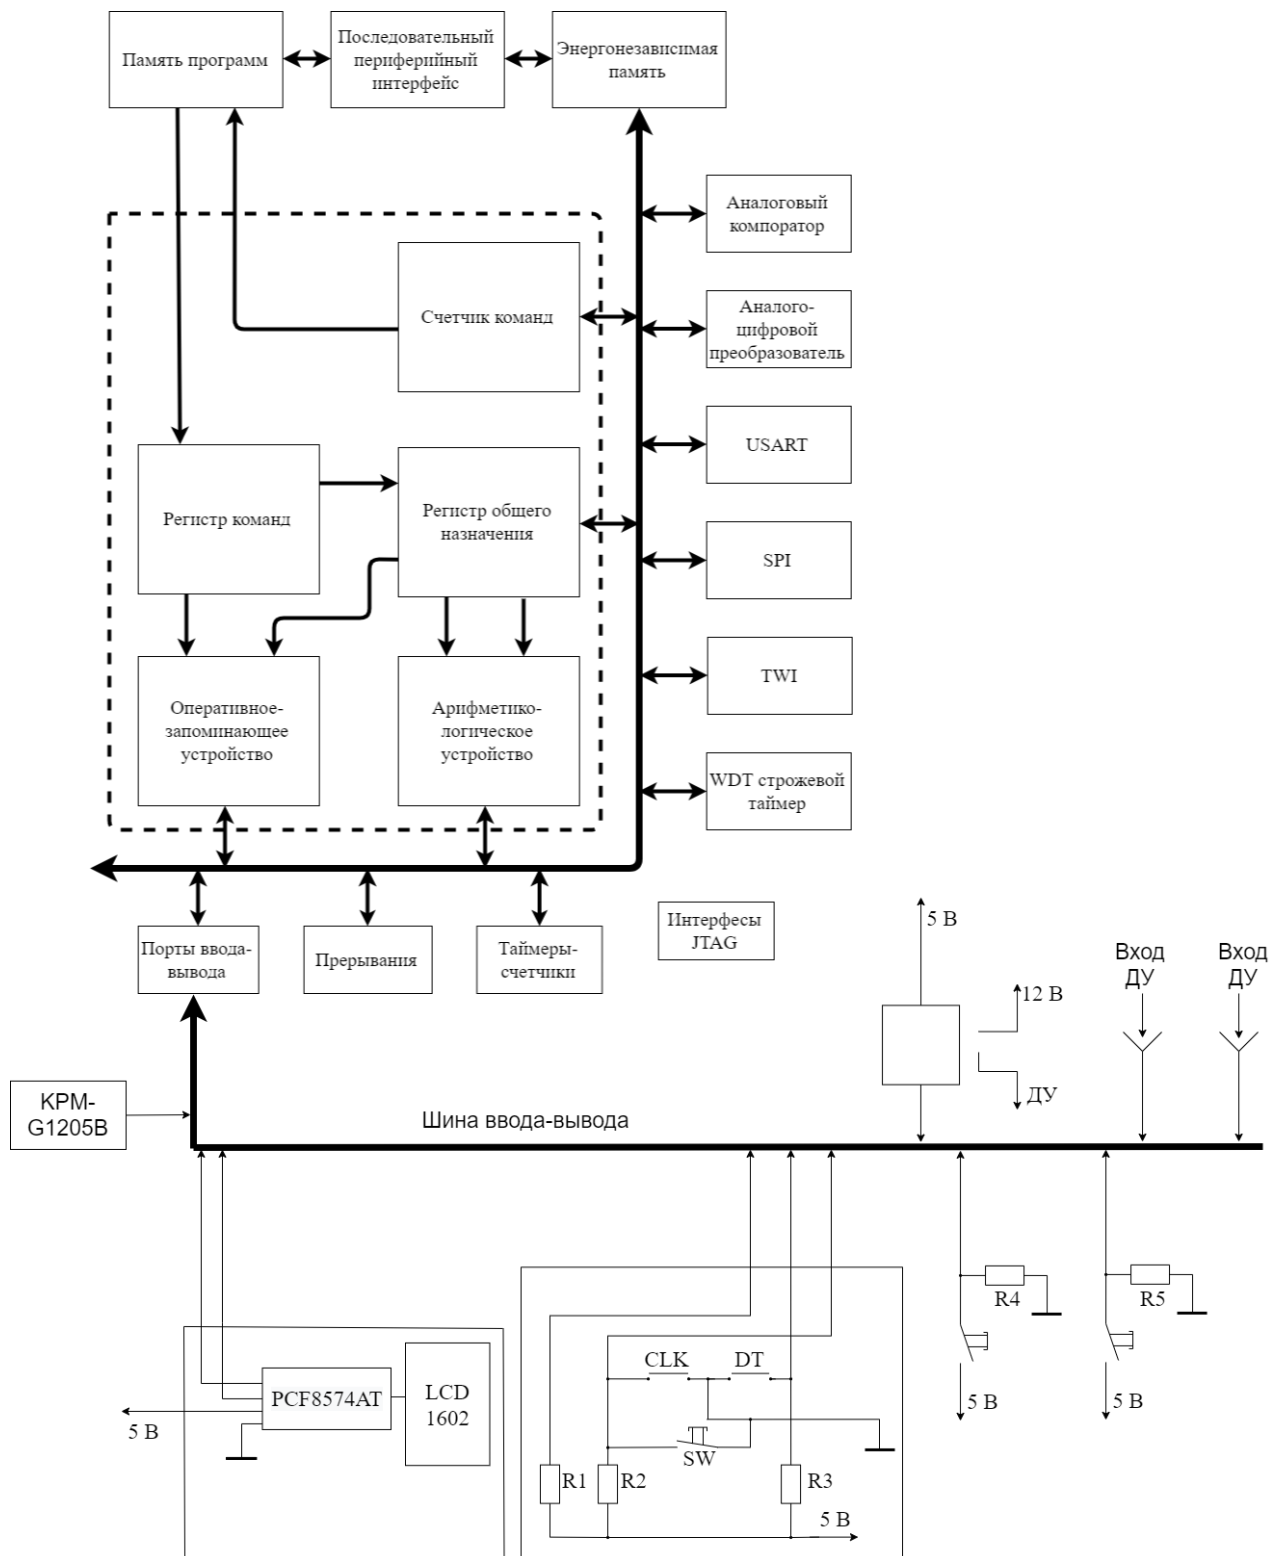 Память программ
Последовательный
периферийный
интерфейс
Энергонезависимая
память
Аналоговый
компоратор
Счетчик команд
Аналого-
цифровой
преобразователь
USART
Регистр команд
Регистр общего
назначения
SPI
TWI
Оперативное-
запоминающее
устройство
Арифметико-
логическое
устройство
WDT строжевой
таймер
Порты ввода-
вывода
Прерывания
Таймеры-
счетчики
Интерфесы
JTAG
5 В
12 В
ДУ
Вход
ДУ
Вход
ДУ
KPM-
G1205B
Шина ввода-вывода
R4
R5
5 В
5 В
PCF8574AT
LCD
1602
5 В
CLK
DT
SW
R1
R2
R3
5 В